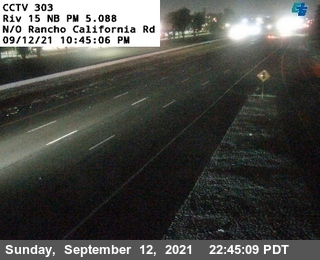 CCTV 303
Riv 15 NB PM 5.088
N/O Rancho California Rd
09/12/21 10:45:06 PM
Sunday, September 12, 2021 22:45:09 PDT